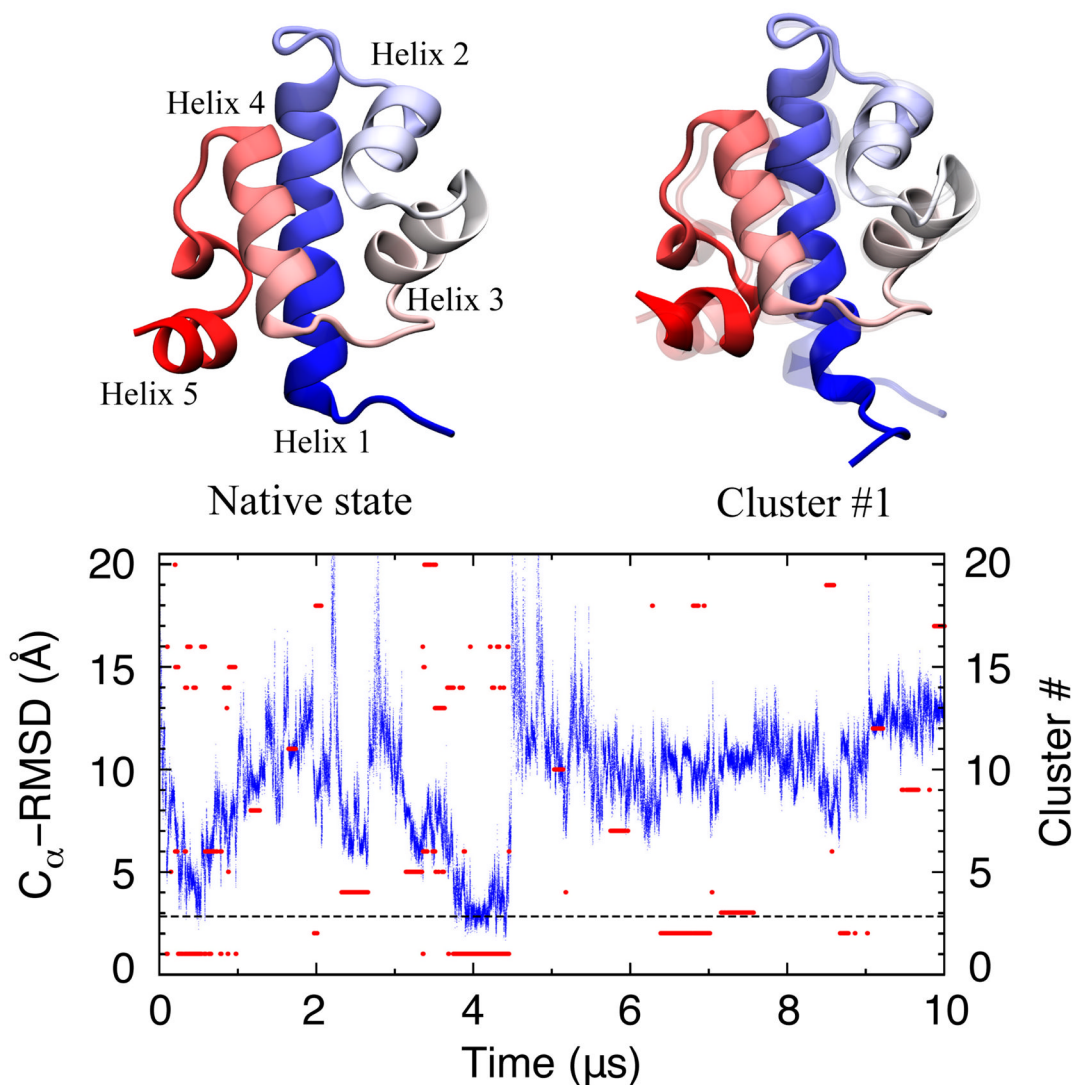 Helix 2
Helix 4
Helix 3
Helix 5
Helix 1
Native state
Cluster #1
20
15
10
5
0
Cα−RMSD (Å)
20
15
10
5
0
Cluster #
0 2 4 6 8 10
Time (μs)